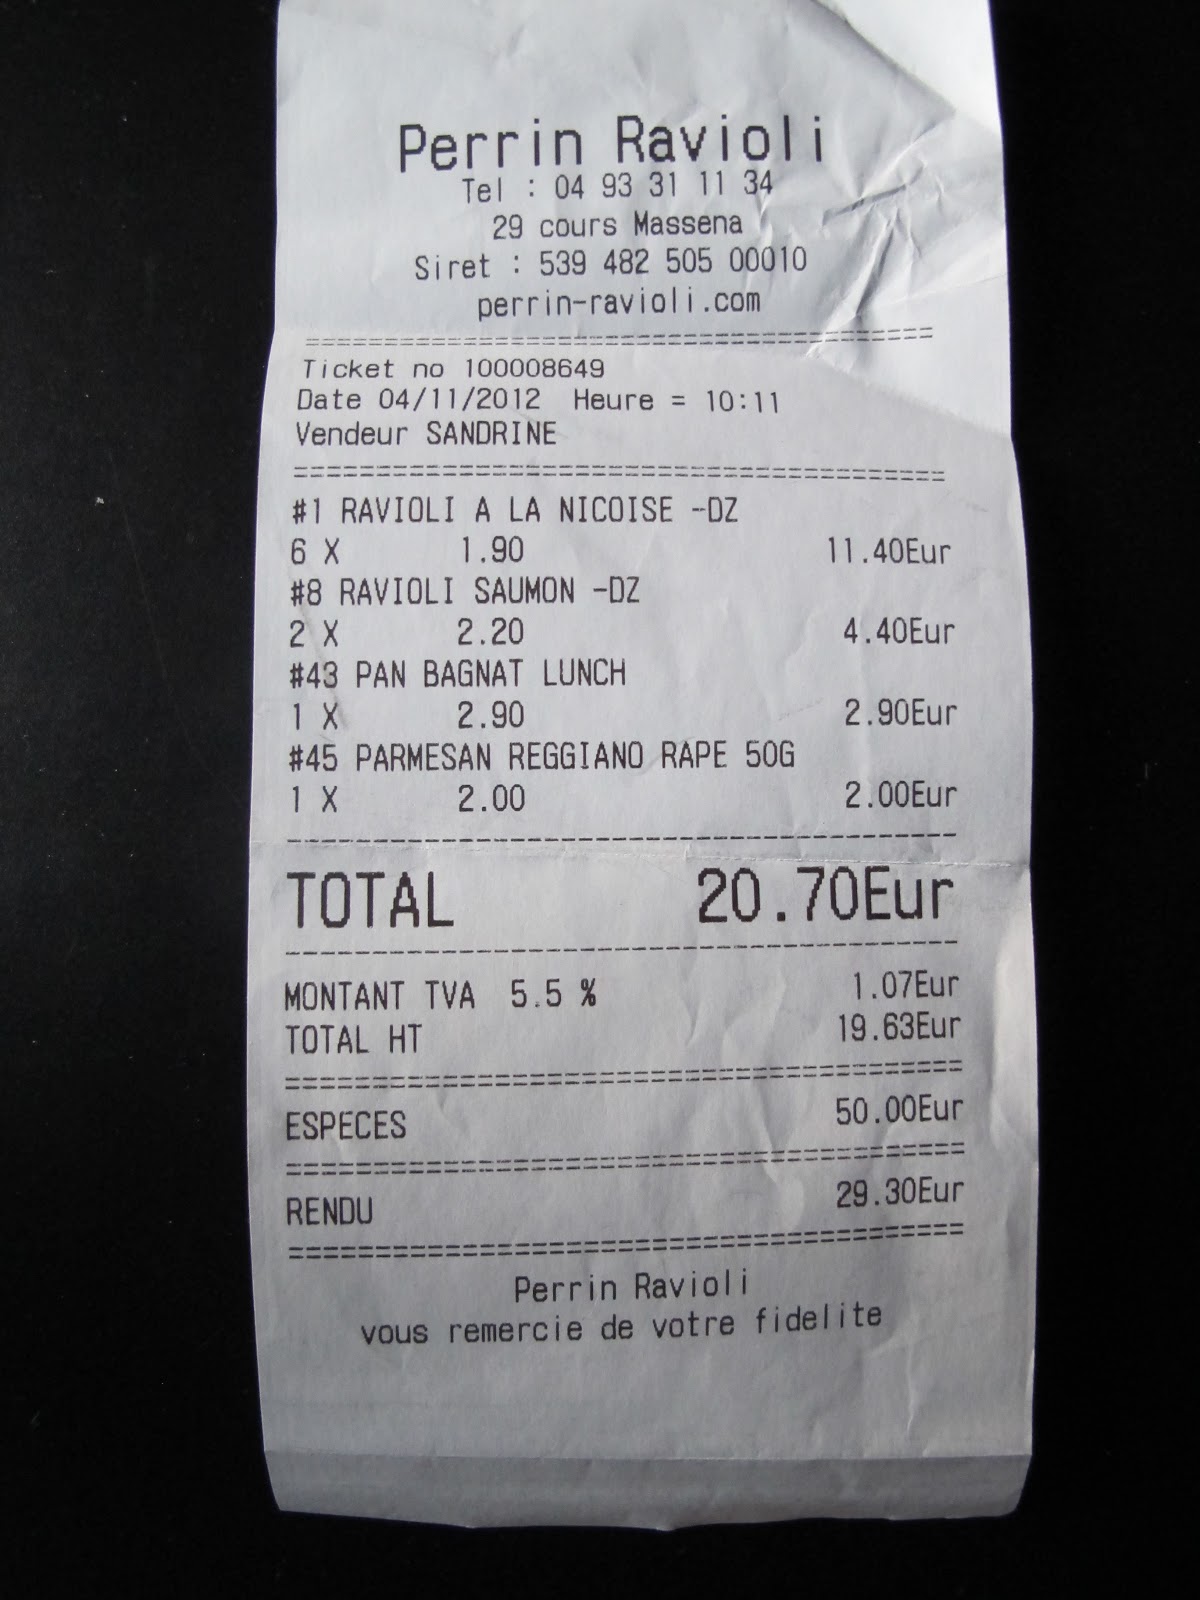 Perrin Ravioli
Tel : 04 93 31 11 34
29 cours Massena
Siret : 539 482 505 00010
perrin-ravioli.com
========================================
Ticket no 100008649
Date 04/11/2012 Heure = 10:11
Vendeur SANDRINE
========================================
#1 RAVIOLI A LA NICOISE -DZ
6 X 1.90 11.40Eur
#8 RAVIOLI SAUMON -DZ
2 X 2.20 4.40Eur
#43 PAN BAGNAT LUNCH
1 X 2.90 2.90Eur
#45 PARMESAN REGGIANO RAPE 50G
1 X 2.00 2.00Eur
----------------------------------------
TOTAL 20.70Eur
----------------------------------------
MONTANT TVA 5.5 % 1.07Eur
TOTAL HT 19.63Eur
========================================
ESPECES 50.00Eur
========================================
RENDU 29.30Eur
========================================
Perrin Ravioli
vous remercie de votre fidelite